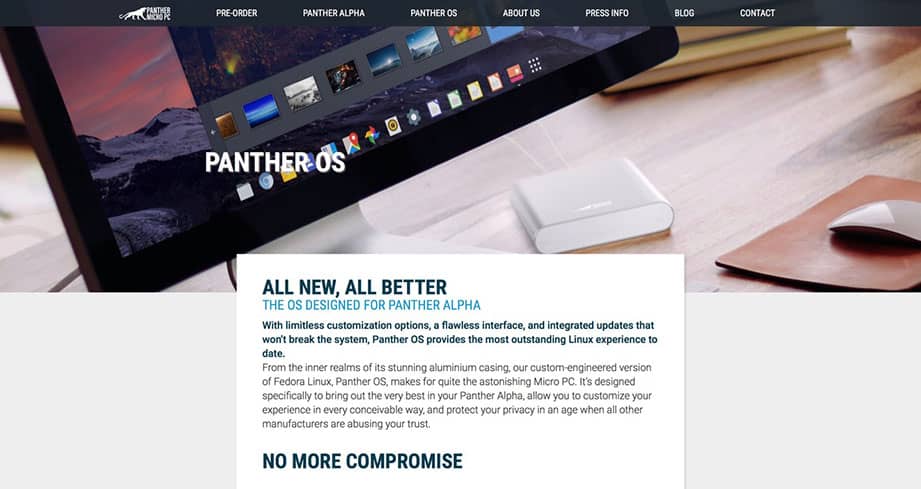 PANTHER
MICRO PC
PRE-ORDER
PANTHER ALPHA
PANTHER OS
ABOUT US
PRESS INFO
BLOG
CONTACT
PANTHER OS
ALL NEW, ALL BETTER
THE OS DESIGNED FOR PANTHER ALPHA
With limitless customization options, a flawless interface, and integrated updates that
won't break the system, Panther OS provides the most outstanding Linux experience to
date.
From the inner realms of its stunning aluminium casing, our custom-engineered version
of Fedora Linux, Panther OS, makes for quite the astonishing Micro PC. It's designed
specifically to bring out the very best in your Panther Alpha, allow you to customize your
experience in every conceivable way, and protect your privacy in an age when all other
manufacturers are abusing your trust.
NO MORE COMPROMISE